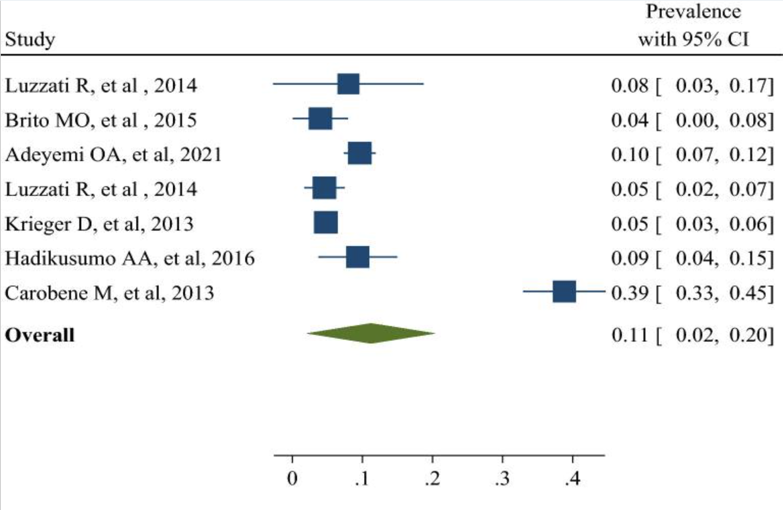 Prevalence
Study with 95% CI
Luzzati R, et al , 2014 0.08 [ 0.03, 0.17]
Brito MO, et al , 2015 0.04 [ 0.00, 0.08]
Adeyemi OA, et al, 2021 0.10 [ 0.07, 0.12]
Luzzati R, et al , 2014 0.05 [ 0.02, 0.07]
Krieger D, et al, 2013 0.05 [ 0.03, 0.06]
Hadikusumo AA, et al, 2016 0.09 [ 0.04, 0.15]
Carobene M, et al, 2013 0.39 [ 0.33, 0.45]
Overall 0.11 [ 0.02, 0.20]
0 .1 .2 .3 .4